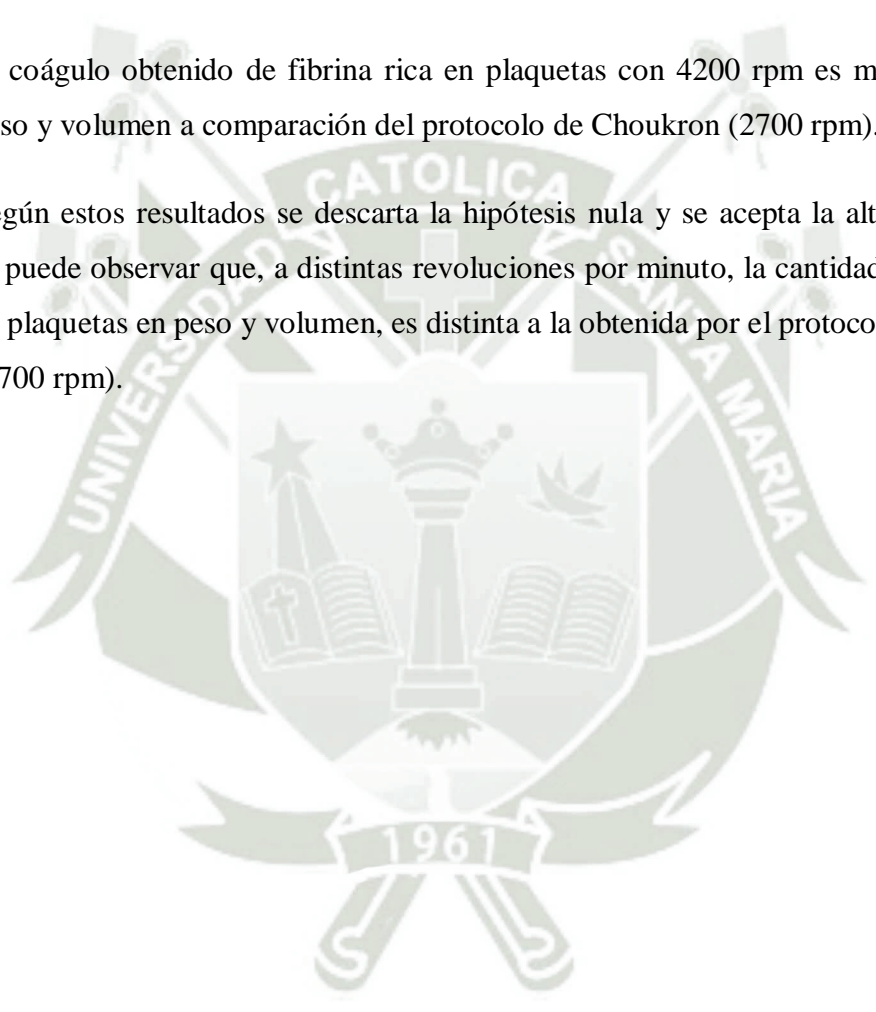 coágulo obtenido de fibrina rica en plaquetas con 4200 rpm es m
so y volumen a comparación del protocolo de Choukron (2700 rpm).
egún estos resultados se descarta la hipótesis nula y se acepta la alt
puede observar que, a distintas revoluciones por minuto, la cantidad
plaquetas en peso y volumen, es distinta a la obtenida por el protoco
700 rpm).
UNIVERSIDAD CATOLICA SANTA MARIA
1961